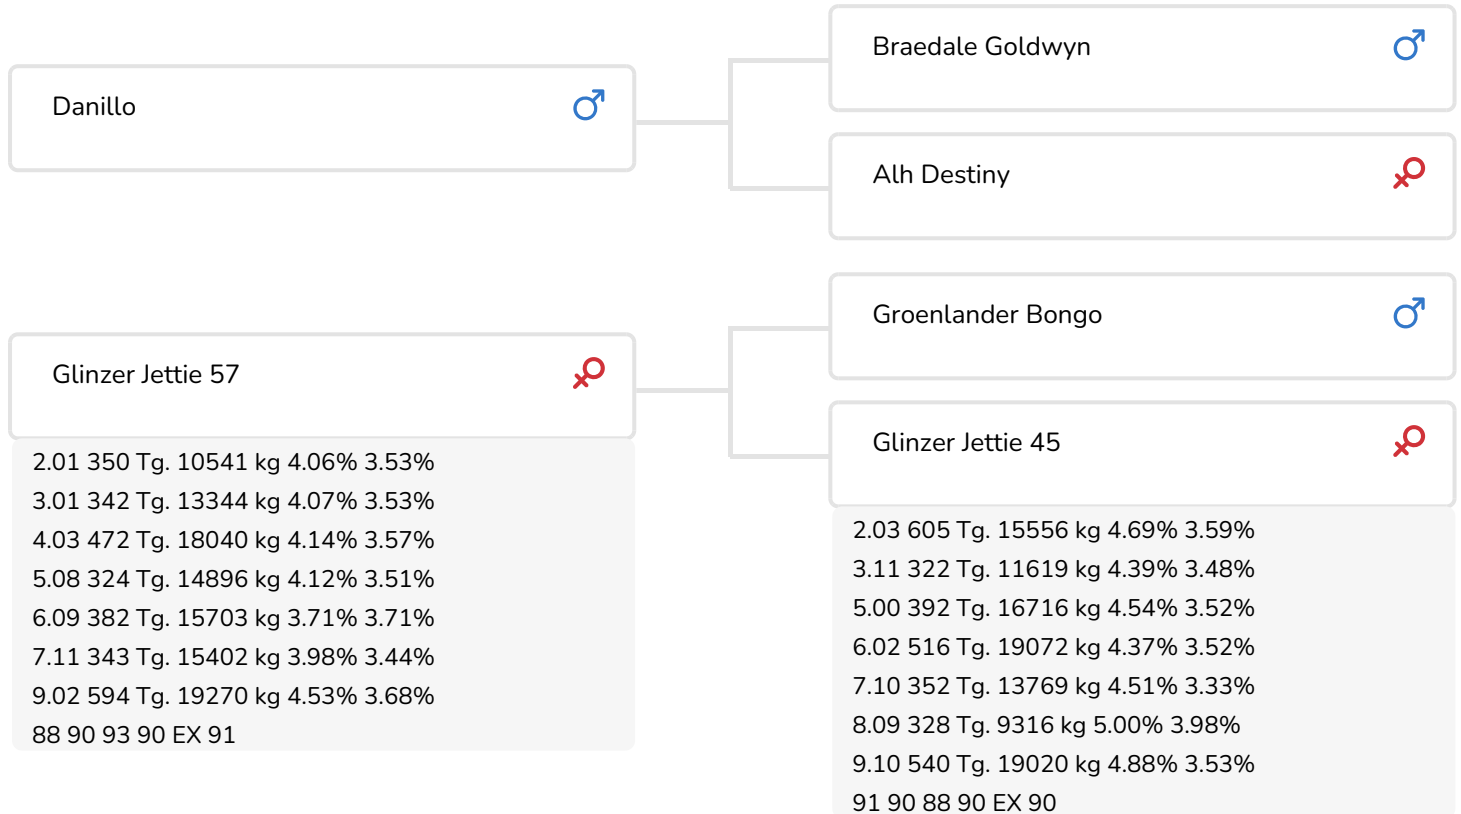 Danillo
Braedale Goldwyn
Alh Destiny
Glinzer Jettie 57
2.01 350 Tg. 10541 kg 4.06% 3.53%
3.01 342 Tg. 13344 kg 4.07% 3.53%
4.03 472 Tg. 18040 kg 4.14% 3.57%
5.08 324 Tg. 14896 kg 4.12% 3.51%
6.09 382 Tg. 15703 kg 3.71% 3.71%
7.11 343 Tg. 15402 kg 3.98% 3.44%
9.02 594 Tg. 19270 kg 4.53% 3.68%
88 90 93 90 EX 91
Groenlander Bongo
Glinzer Jettie 45
2.03 605 Tg. 15556 kg 4.69% 3.59%
3.11 322 Tg. 11619 kg 4.39% 3.48%
5.00 392 Tg. 16716 kg 4.54% 3.52%
6.02 516 Tg. 19072 kg 4.37% 3.52%
7.10 352 Tg. 13769 kg 4.51% 3.33%
8.09 328 Tg. 9316 kg 5.00% 3.98%
9.10 540 Tg. 19020 kg 4.88% 3.53%
91 90 88 90 EX 90